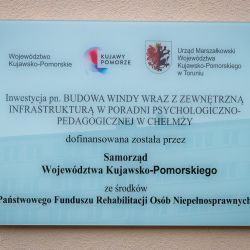 Województwo
Kujawsko-Pomorskie
KUJAWY
POMORZE
Urząd Marszałkowski
Województwa
Kujawsko-Pomorskiego
w Toruniu
Inwestycja pn. BUDOWA WINDY WRAZ Z ZEWNĘTRZNĄ
INFRASTRUKTURĄ W PORADNI PSYCHOLOGICZNO-
PEDAGOGICZNEJ W CHEŁMŻY
dofinansowana została przez
Samorząd
Województwa Kujawsko-Pomorskiego
ze środków
Państwowego Funduszu Rehabilitacji Osób Niepełnosprawnych